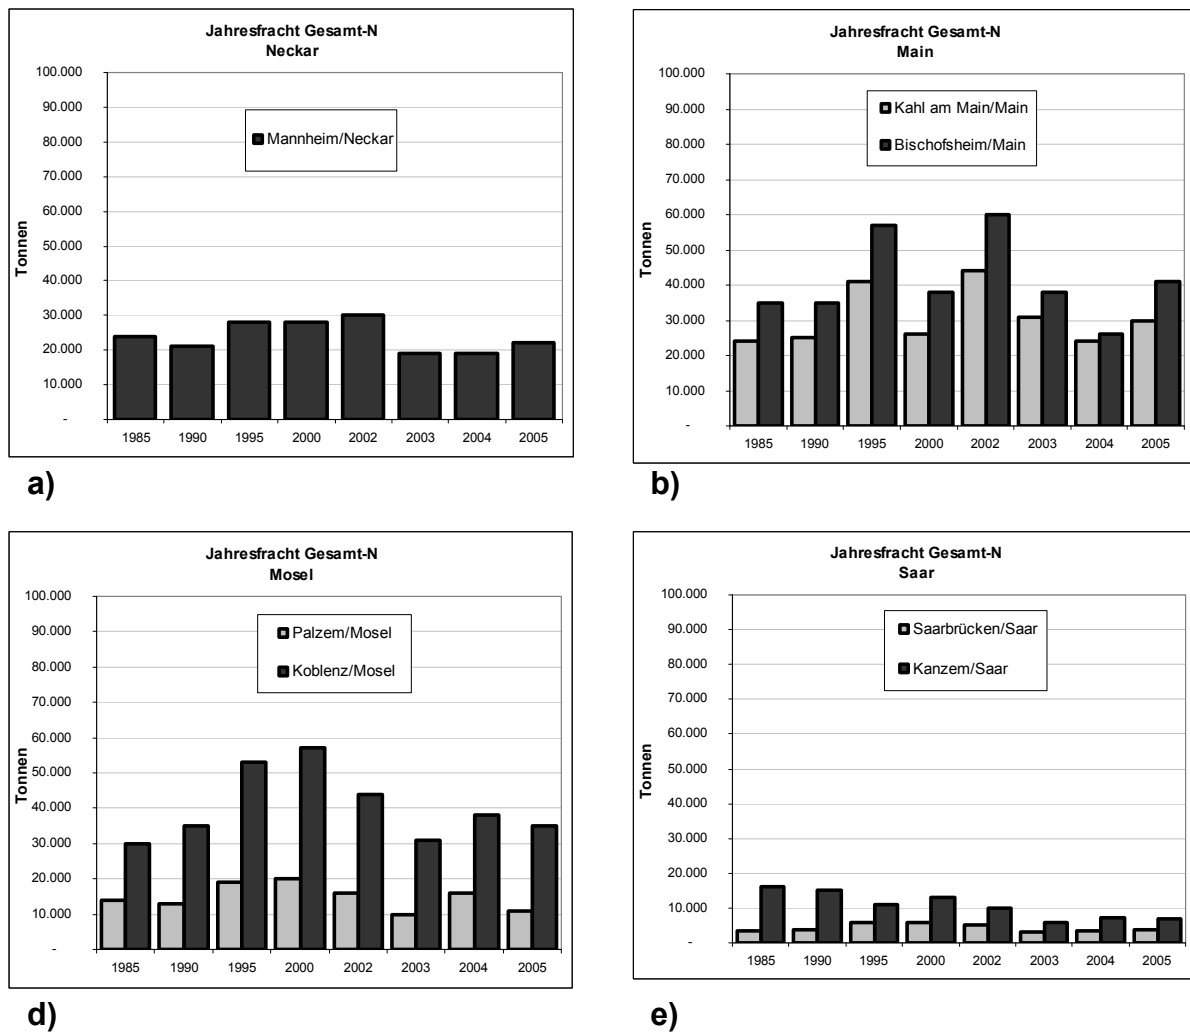 Jahresfracht Gesamt-N
Neckar
100.000
90.000
80.000
70.000
60.000
50.000
40.000
30.000
20.000
10.000
-
Tonnen
Mannheim/Neckar
1985 1990 1995 2000 2002 2003 2004 2005
a)
Jahresfracht Gesamt-N
Main
100.000
90.000
80.000
70.000
60.000
50.000
40.000
30.000
20.000
10.000
-
Tonnen
Kahl am Main/Main
Bischofsheim/Main
1985 1990 1995 2000 2002 2003 2004 2005
b)
Jahresfracht Gesamt-N
Mosel
100.000
90.000
80.000
70.000
60.000
50.000
40.000
30.000
20.000
10.000
-
Tonnen
Palzem/Mosel
Koblenz/Mosel
1985 1990 1995 2000 2002 2003 2004 2005
d)
Jahresfracht Gesamt-N
Saar
100.000
90.000
80.000
70.000
60.000
50.000
40.000
30.000
20.000
10.000
-
Tonnen
Saarbrücken/Saar
Kanzem/Saar
1985 1990 1995 2000 2002 2003 2004 2005
e)